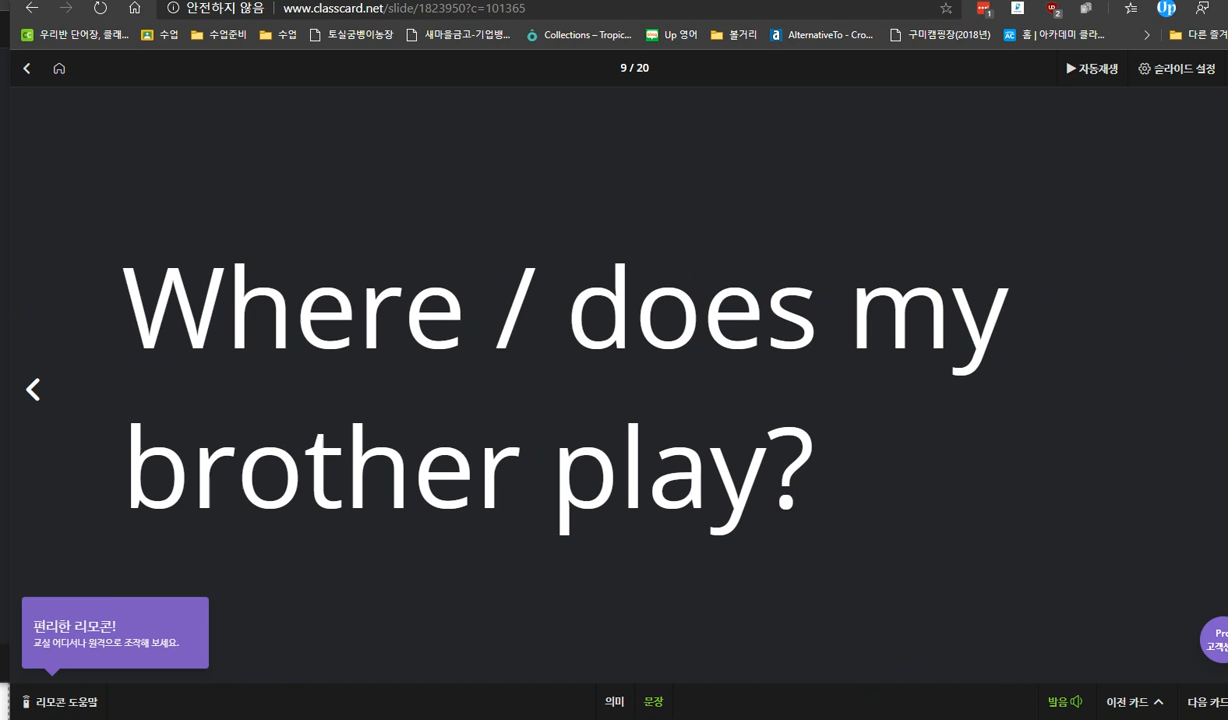 안전하지 않음 www.classcard.net/slide/1823950?c=101365
우리반 단어장, 클래... 수업 수업준비 수업 토실굼벵이농장 새마을금고-기업뱅... Collections – Tropic... Up 영어 볼거리 AlternativeTo - Cro... 구미캠핑장(2018년) 홈 | 아카데미 클라... 다른 즐겨
9 / 20 자동재생 슬라이드 설정
Where / does my
brother play?
편리한 리모콘!
교실 어디서나 원격으로 조작해 보세요.
Pro
고객센
리모콘 도움말 의미 문장 발음 이전 카드 다음 카드